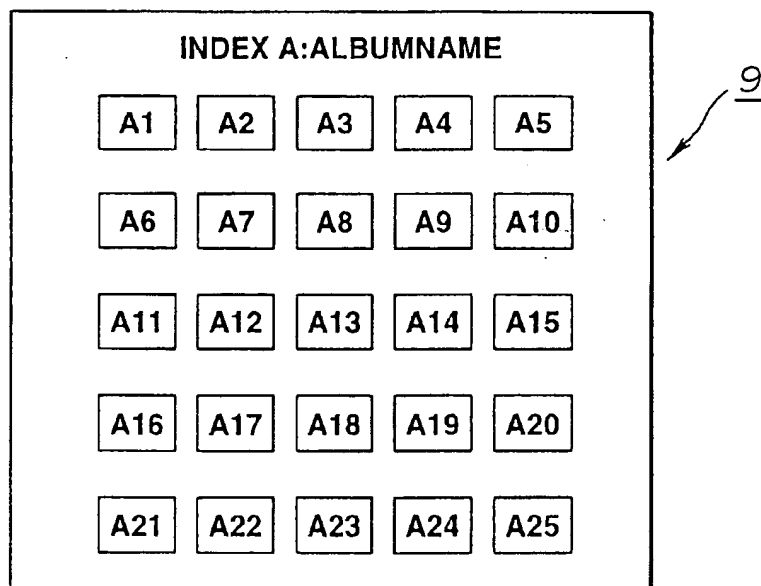 INDEX A:ALBUMNAME
9
A1 A2 A3 A4 A5
A6 A7 A8 A9 A10
A11 A12 A13 A14 A15
A16 A17 A18 A19 A20
A21 A22 A23 A24 A25